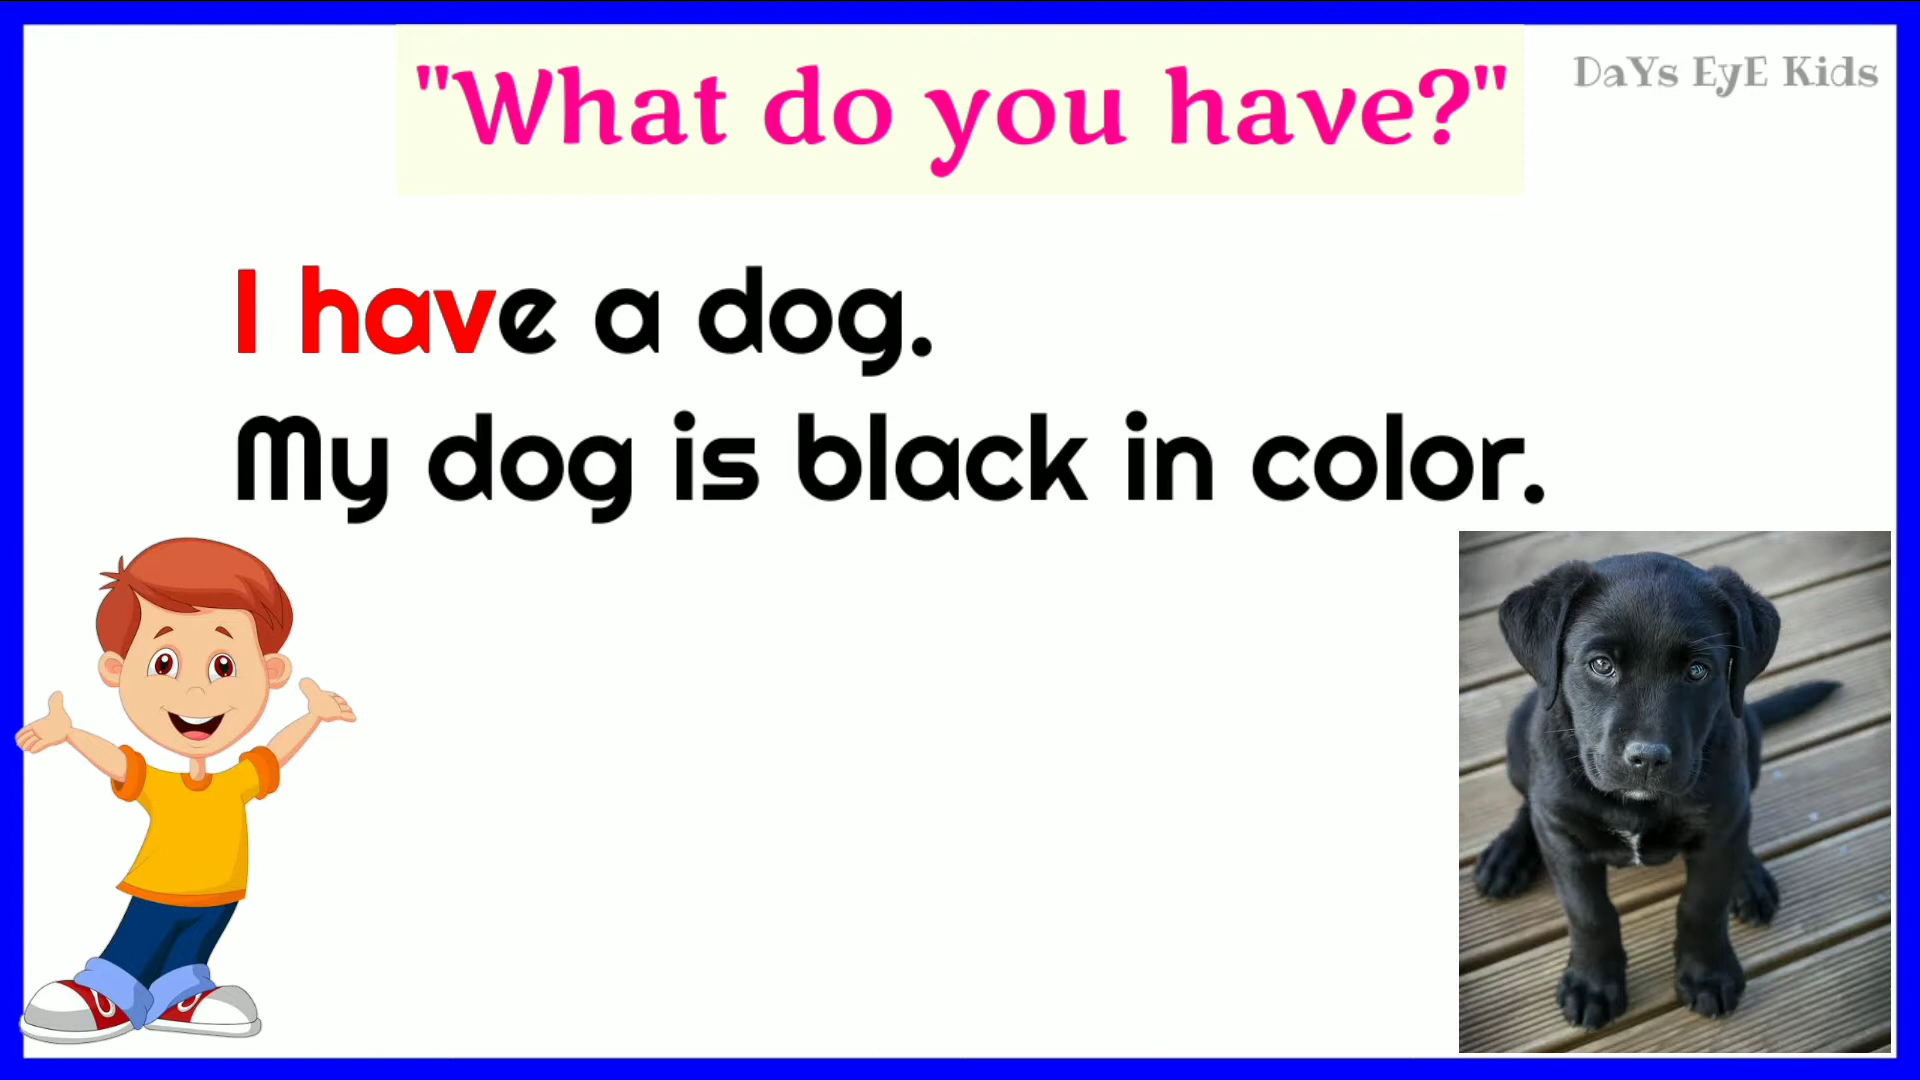 "What do you have?"
DaYs EyE Kids
I have a dog.
My dog is black in color.